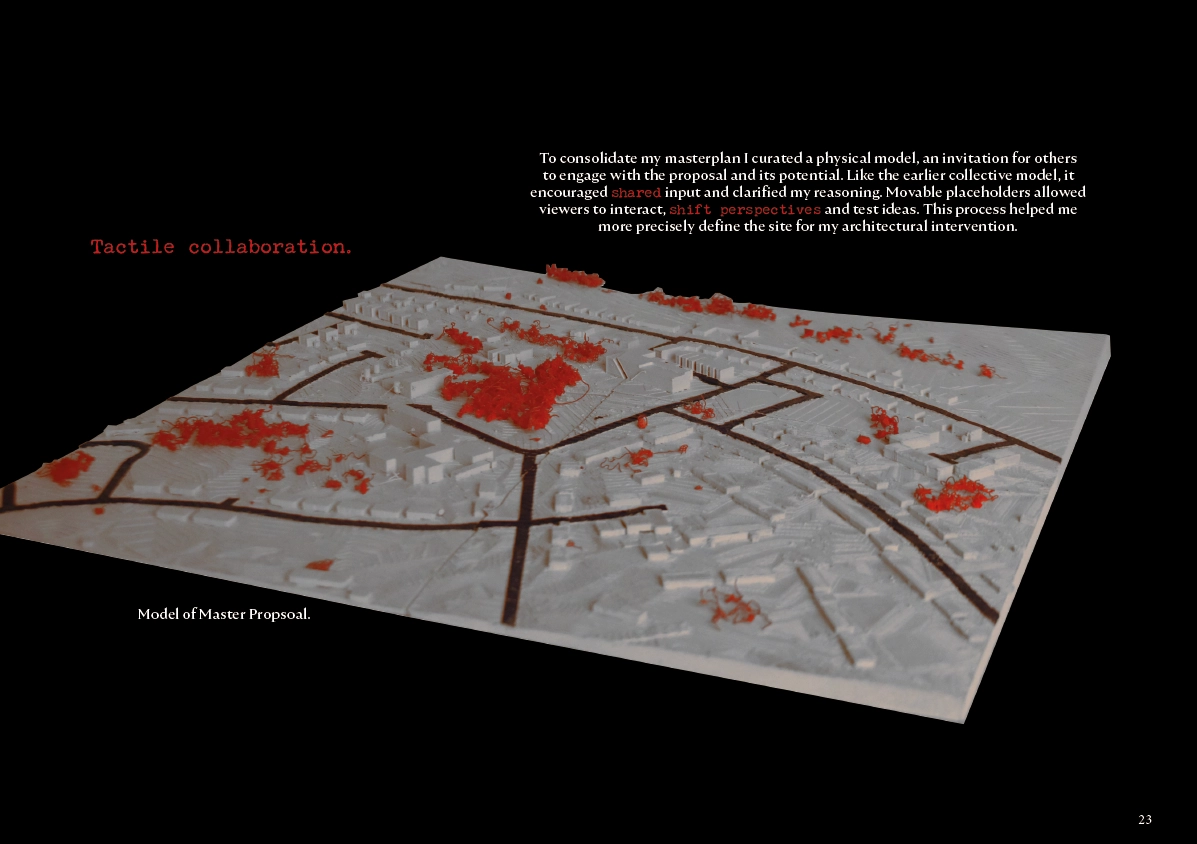 To consolidate my masterplan I curated a physical model, an invitation for others
to engage with the proposal and its potential. Like the earlier collective model, it
encouraged shared input and clarified my reasoning. Movable placeholders allowed
viewers to interact, shift perspectives and test ideas. This process helped me
more precisely define the site for my architectural intervention.
Tactile collaboration.
Model of Master Propsoal.
23